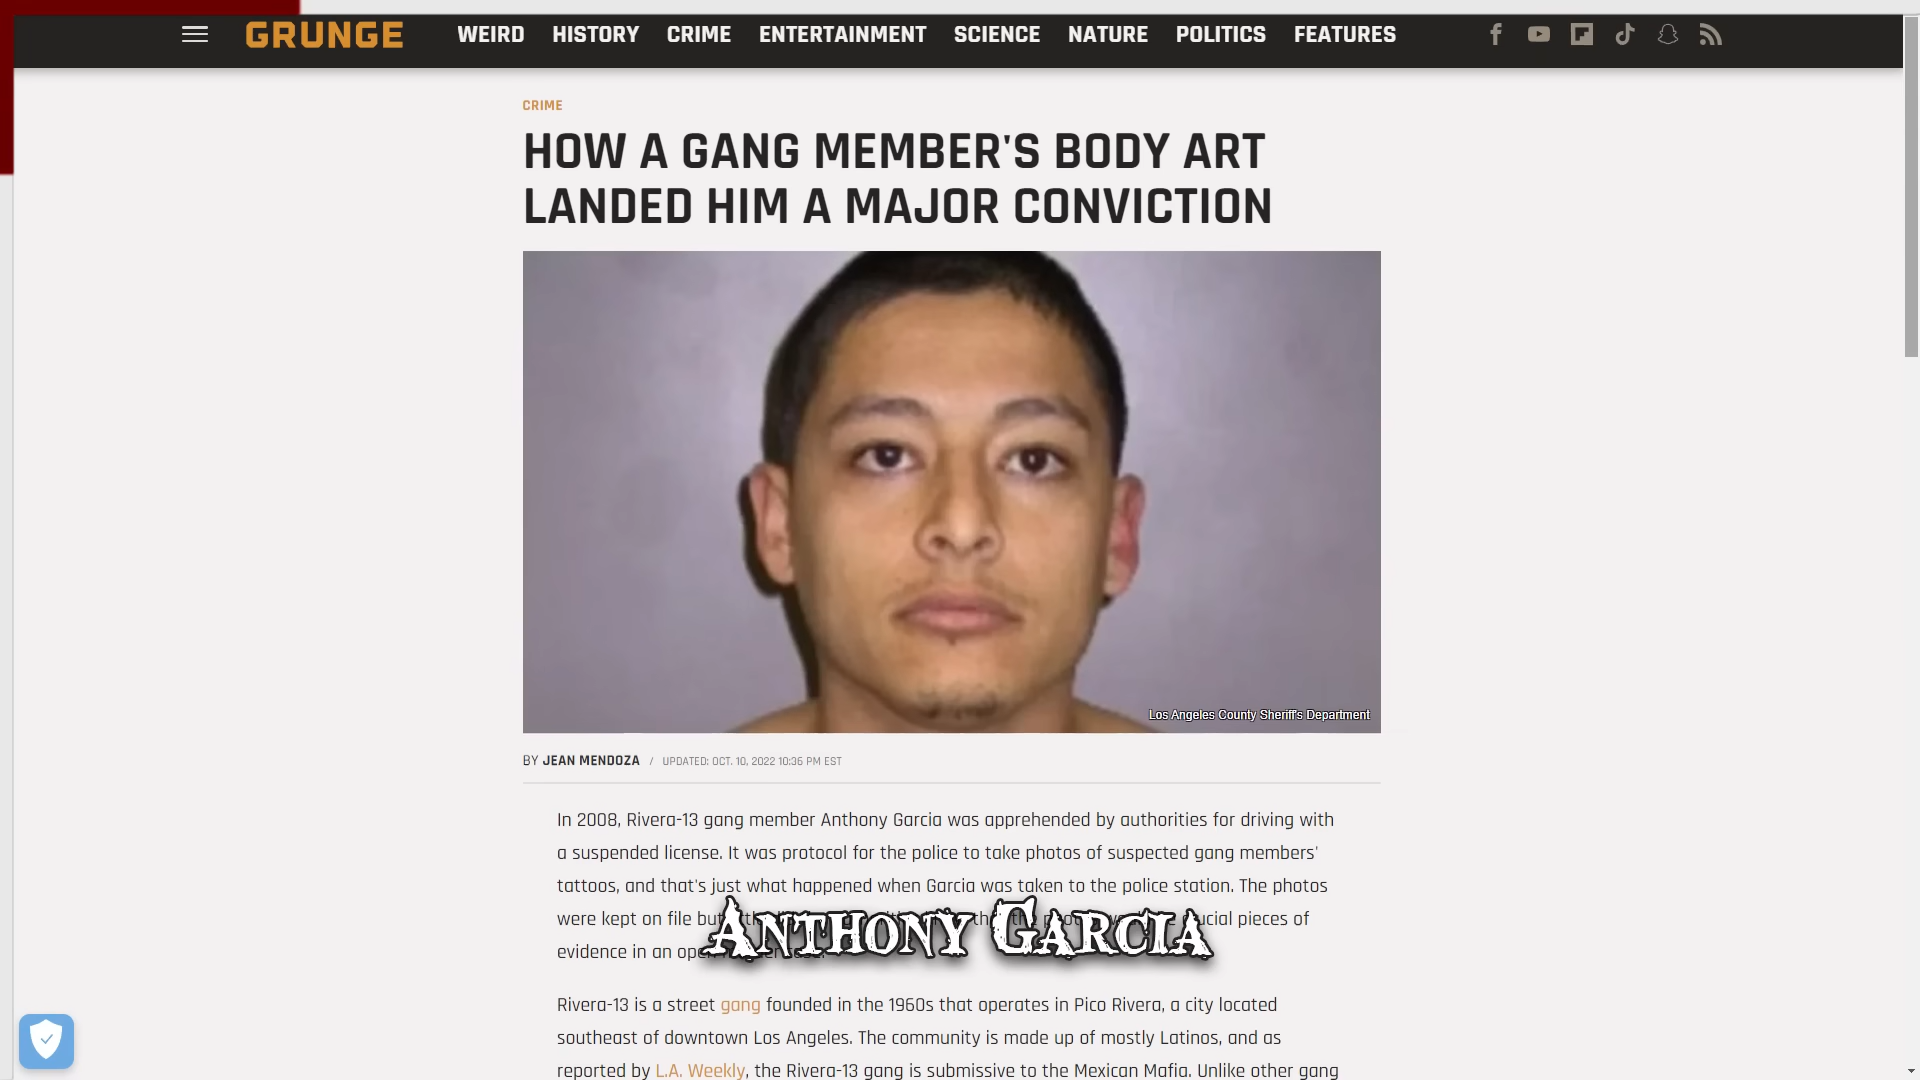 GRUNGE
WEIRD HISTORY CRIME ENTERTAINMENT SCIENCE NATURE POLITICS FEATURES
CRIME
HOW A GANG MEMBER'S BODY ART
LANDED HIM A MAJOR CONVICTION
Los Angeles County Sheriff's Department
BY JEAN MENDOZA / UPDATED: OCT. 10, 2022 10:36 PM EST
In 2008, Rivera-13 gang member Anthony Garcia was apprehended by authorities for driving with
a suspended license. It was protocol for the police to take photos of suspected gang members'
tattoos, and that's just what happened when Garcia was taken to the police station. The photos
were kept on file but pieces of
evidence in an
Anthony Garcia
Rivera-13 is a street gang founded in the 1960s that operates in Pico Rivera, a city located
southeast of downtown Los Angeles. The community is made up of mostly Latinos, and as
reported by L.A. Weekly, the Rivera-13 gang is submissive to the Mexican Mafia. Unlike other gang